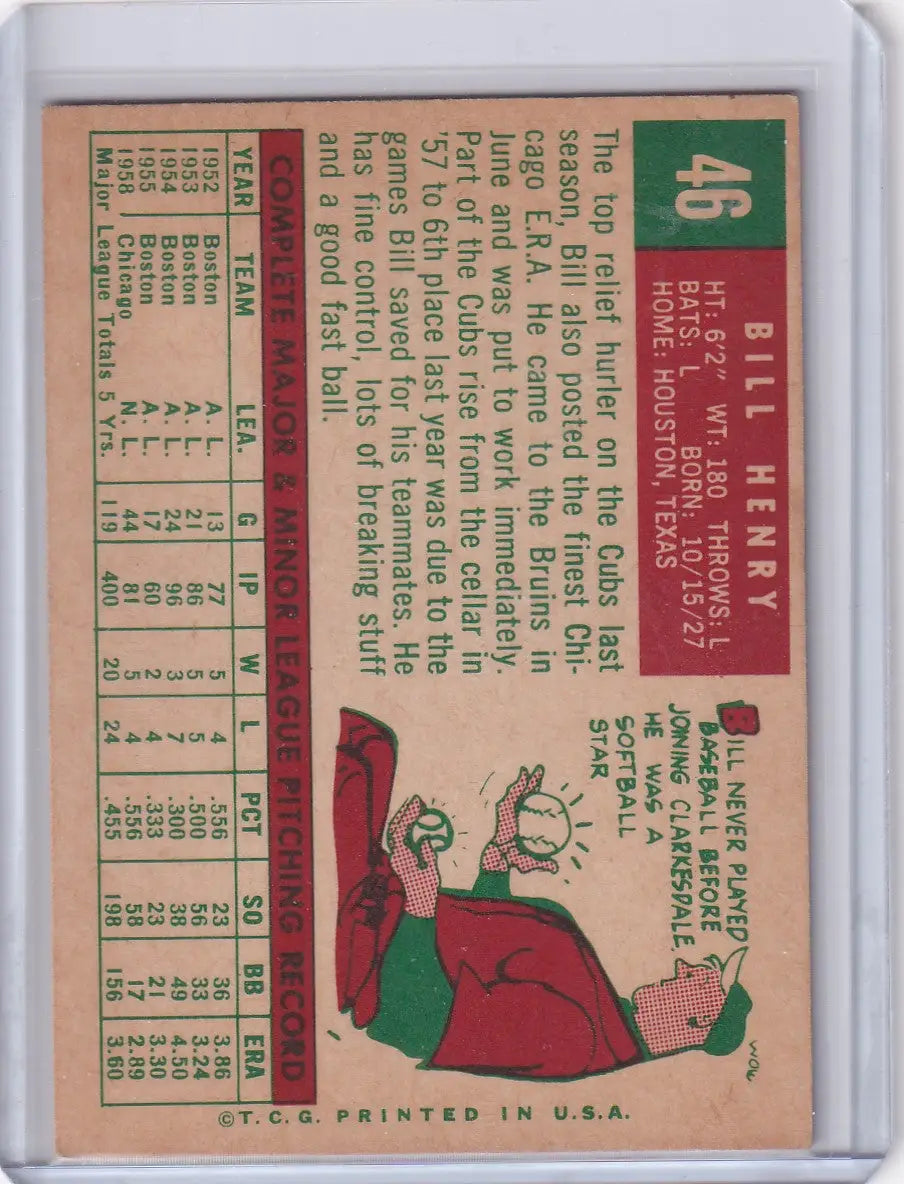 46
BILL HENRY
HT: 6'2" WT: 180 THROWS: L
BATS: L BORN: 10/15/27
HOME: HOUSTON, TEXAS
The top relief hurler on the Cubs last
season, Bill also posted the finest Chi-
cago E.R.A. He came to the Bruins in
June and was put to work immediately.
Part of the Cubs rise from the cellar in
'57 to 6th place last year was due to the
games Bill saved for his teammates. He
has fine control, lots of breaking stuff
and a good fast ball.
BILL NEVER PLAYED
BASEBALL BEFORE
JOINING CLARKESDALE,
HE WAS A
SOFTBALL
STAR
WOW
COMPLETE MAJOR & MINOR LEAGUE PITCHING RECORD
YEAR TEAM LEA. G IP W L PCT SO BB ERA
1952 Boston A. L. 13 77 5 4 .556 23 36 3.86
1953 Boston A. L. 21 86 5 5 .500 56 33 3.24
1954 Boston A. L. 24 96 3 7 .300 38 49 4.50
1955 Boston A. L. 17 60 2 4 .333 23 21 3.30
1958 Chicago N. L. 44 81 5 4 .556 58 17 2.89
Major League Totals 5 Yrs. 119 400 20 24 .455 198 156 3.60
©T.C.G. PRINTED IN U.S.A.